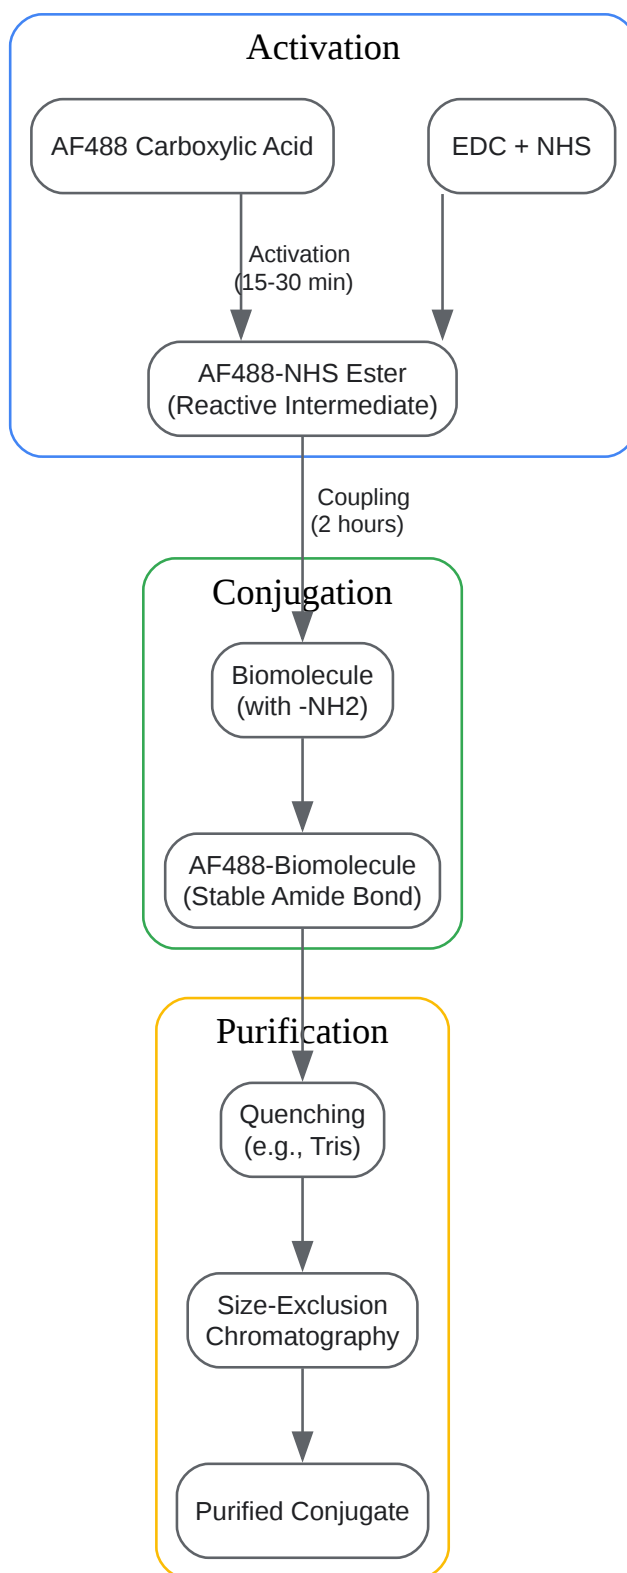 Activation
AF488 Carboxylic Acid
EDC + NHS
Activation
(15-30 min)
AF488-NHS Ester
(Reactive Intermediate)
Coupling
(2 hours)
Conjugation
Biomolecule
(with -NH2)
AF488-Biomolecule
(Stable Amide Bond)
Purification
Quenching
(e.g., Tris)
Size-Exclusion
Chromatography
Purified Conjugate